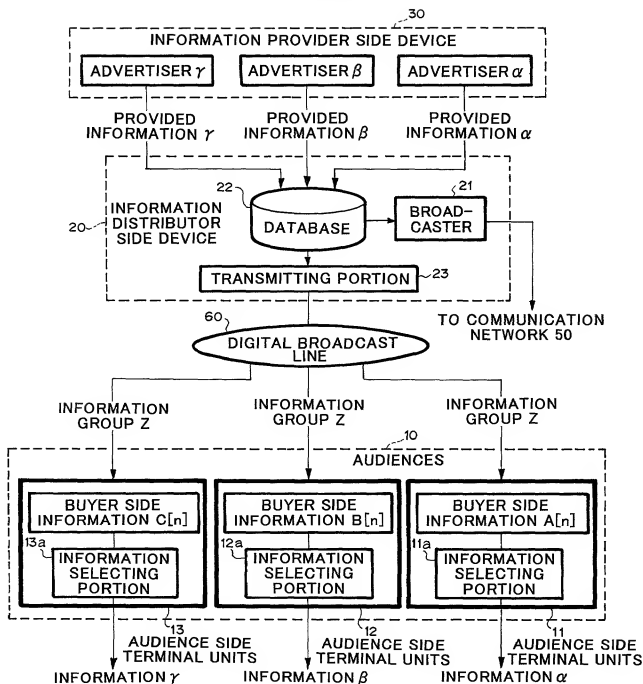 30
INFORMATION PROVIDER SIDE DEVICE
ADVERTISER γ
ADVERTISER β
ADVERTISER α
PROVIDED
INFORMATION γ
PROVIDED
INFORMATION β
PROVIDED
INFORMATION α
20
INFORMATION
DISTRIBUTOR
SIDE DEVICE
22
DATABASE
21
BROAD-
CASTER
TRANSMITTING PORTION
23
TO COMMUNICATION
NETWORK 50
60
DIGITAL BROADCAST
LINE
INFORMATION
GROUP Z
INFORMATION
GROUP Z
INFORMATION
GROUP Z
10
AUDIENCES
BUYER SIDE
INFORMATION C[n]
13a
INFORMATION
SELECTING
PORTION
BUYER SIDE
INFORMATION B[n]
12a
INFORMATION
SELECTING
PORTION
BUYER SIDE
INFORMATION A[n]
11a
INFORMATION
SELECTING
PORTION
13
AUDIENCE SIDE
TERMINAL UNITS
12
AUDIENCE SIDE
TERMINAL UNITS
11
AUDIENCE SIDE
TERMINAL UNITS
INFORMATION γ
INFORMATION β
INFORMATION α